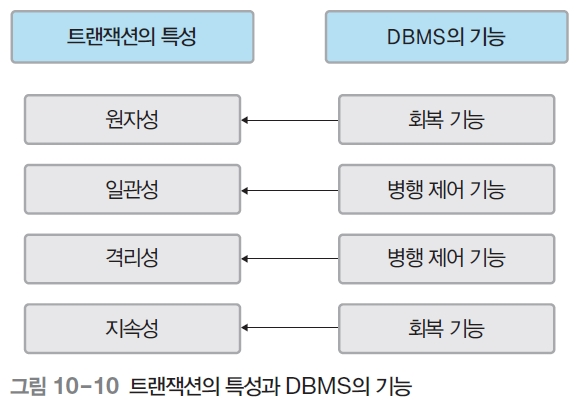 트랜잭션의 특성
DBMS의 기능
원자성
회복 기능
일관성
병행 제어 기능
격리성
병행 제어 기능
지속성
회복 기능
그림 10-10 트랜잭션의 특성과 DBMS의 기능